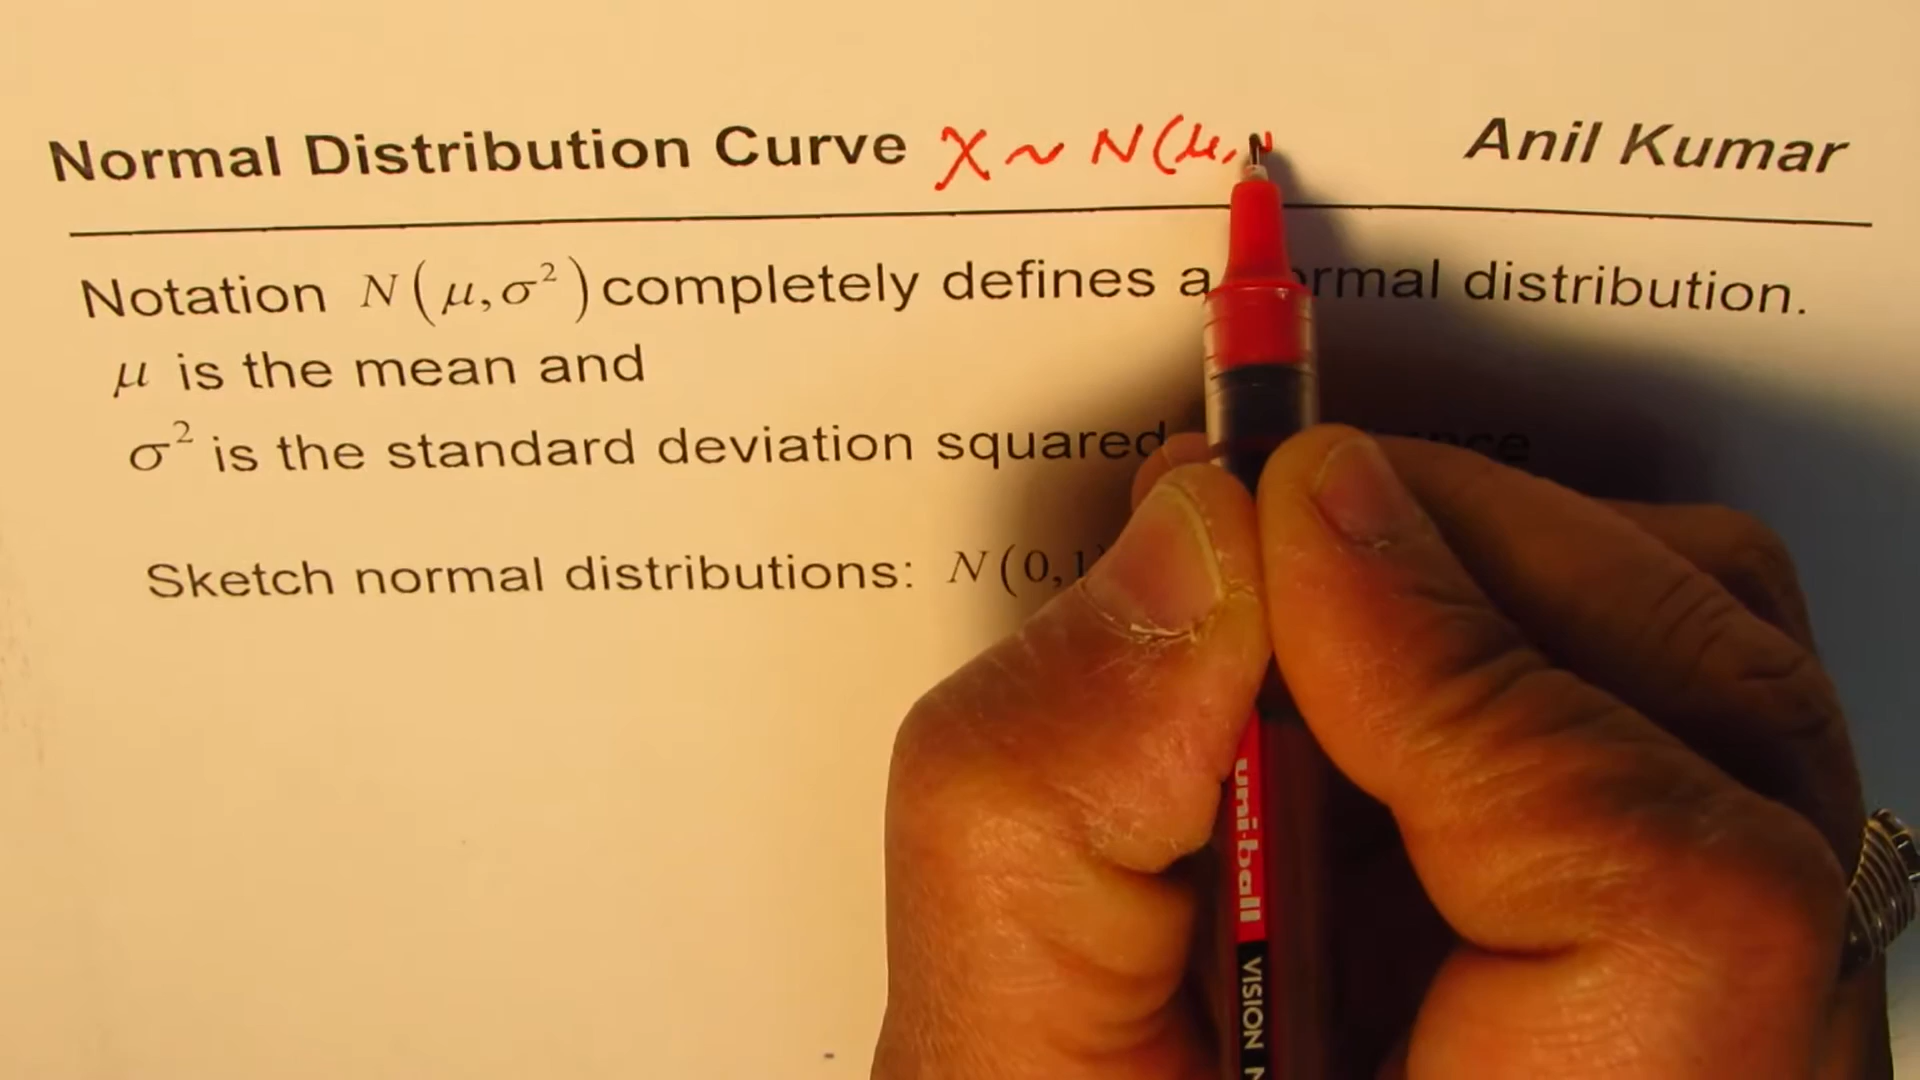 Normal Distribution Curve X ~ N(μ, Anil Kumar
Notation N(μ,σ²) completely defines a distribution.
μ is the mean and
σ² is the standard deviation squared
Sketch normal distributions: N(0,1
uni-ball
VISION